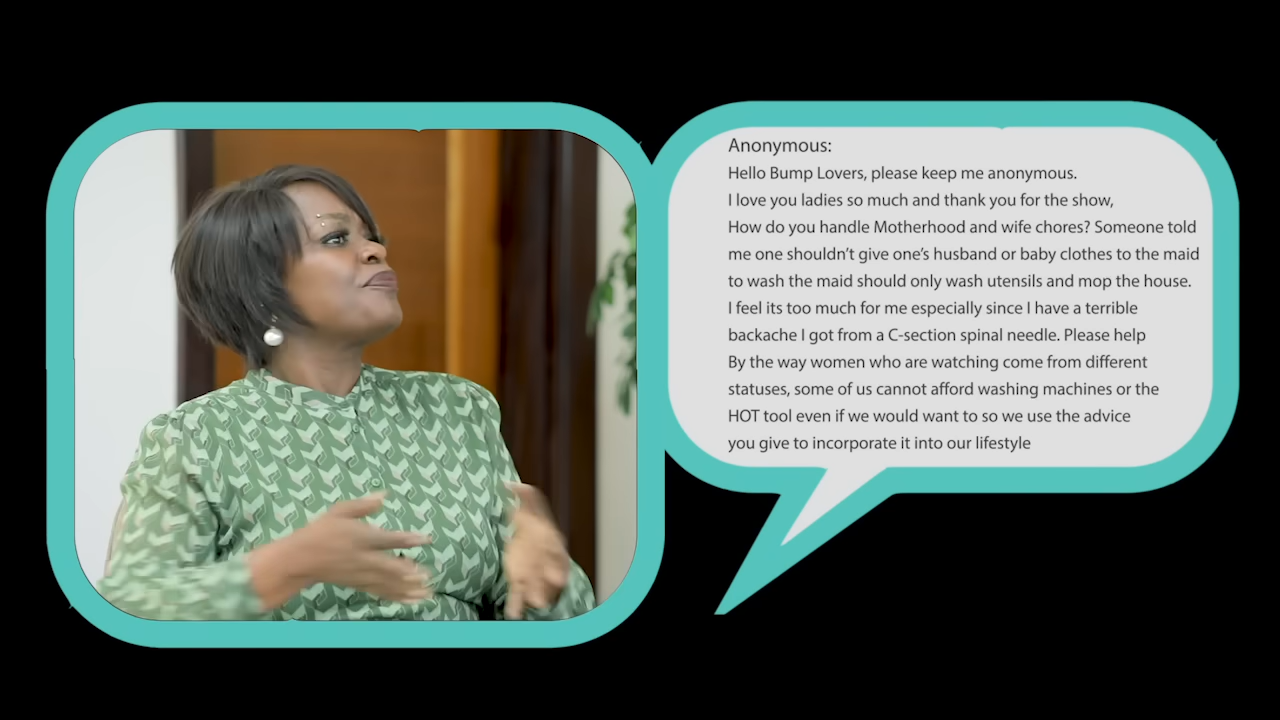 Anonymous:
Hello Bump Lovers, please keep me anonymous.
I love you ladies so much and thank you for the show,
How do you handle Motherhood and wife chores? Someone told
me one shouldn't give one's husband or baby clothes to the maid
to wash the maid should only wash utensils and mop the house.
I feel its too much for me especially since I have a terrible
backache I got from a C-section spinal needle. Please help
By the way women who are watching come from different
statuses, some of us cannot afford washing machines or the
HOT tool even if we would want to so we use the advice
you give to incorporate it into our lifestyle